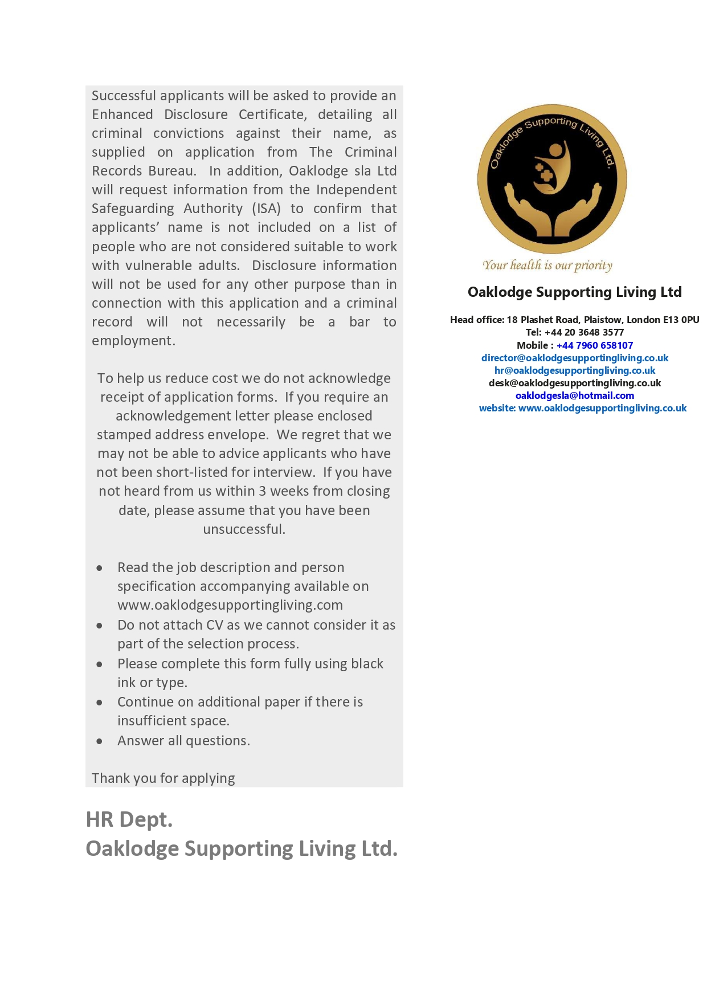 Successful applicants will be asked to provide an
Enhanced Disclosure Certificate, detailing all
criminal convictions against their name, as
supplied on application from The Criminal
Records Bureau. In addition, Oaklodge sla Ltd
will request information from the Independent
Safeguarding Authority (ISA) to confirm that
applicants’ name is not included on a list of
people who are not considered suitable to work
with vulnerable adults. Disclosure information
will not be used for any other purpose than in
connection with this application and a criminal
record will not necessarily be a bar to
employment.
To help us reduce cost we do not acknowledge
receipt of application forms. If you require an
acknowledgement letter please enclosed
stamped address envelope. We regret that we
may not be able to advice applicants who have
not been short-listed for interview. If you have
not heard from us within 3 weeks from closing
date, please assume that you have been
unsuccessful.
• Read the job description and person
specification accompanying available on
www.oaklodgesupportingliving.com
• Do not attach CV as we cannot consider it as
part of the selection process.
• Please complete this form fully using black
ink or type.
• Continue on additional paper if there is
insufficient space.
• Answer all questions.
Thank you for applying
HR Dept.
Oaklodge Supporting Living Ltd.
Oaklodge Supporting Living Ltd.
Your health is our priority
Oaklodge Supporting Living Ltd
Head office: 18 Plashet Road, Plaistow, London E13 0PU
Tel: +44 20 3648 3577
Mobile : +44 7960 658107
director@oaklodgesupportingliving.co.uk
hr@oaklodgesupportingliving.co.uk
desk@oaklodgesupportingliving.co.uk
oaklodgesla@hotmail.com
website: www.oaklodgesupportingliving.co.uk